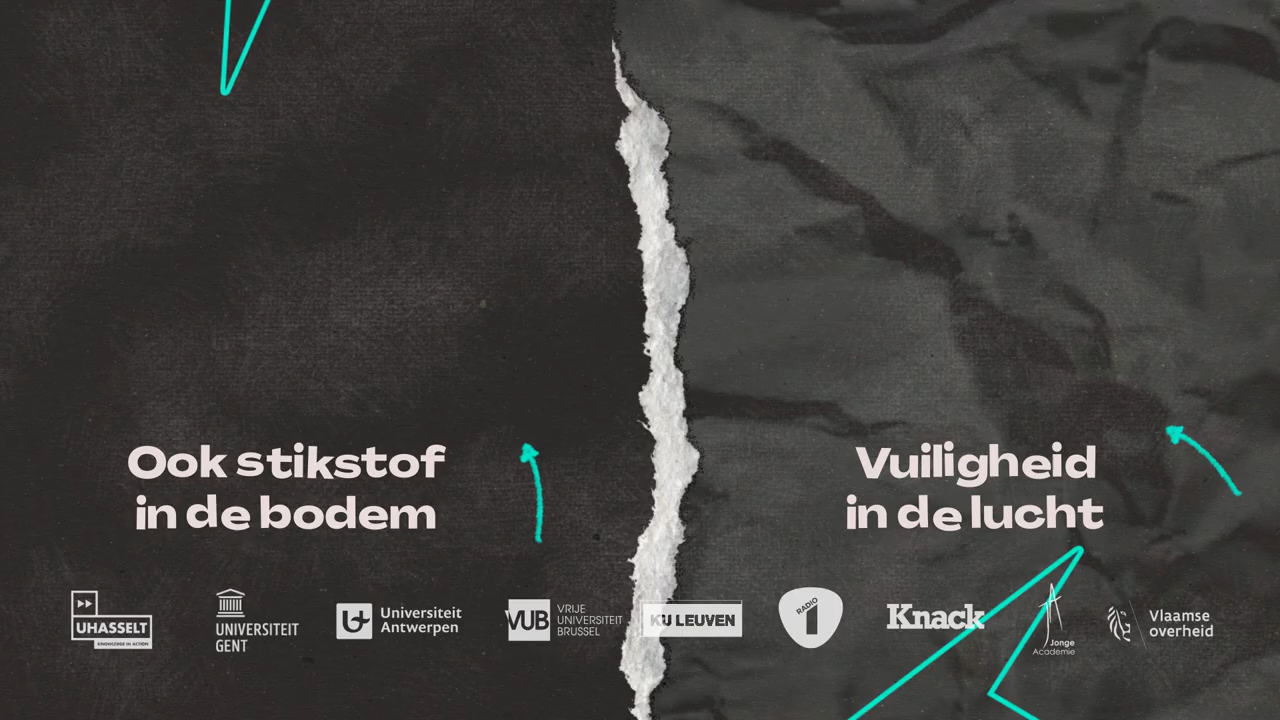 Ook stikstof
in de bodem
Vuiligheid
in de lucht
UHASSELT
KNOWLEDGE IN ACTION
UNIVERSITEIT
GENT
Universiteit
Antwerpen
VUB
VRIJE
UNIVERSITEIT
BRUSSEL
KU LEUVEN
RADIO
1
Knack
Jonge
Academie
Vlaamse
overheid